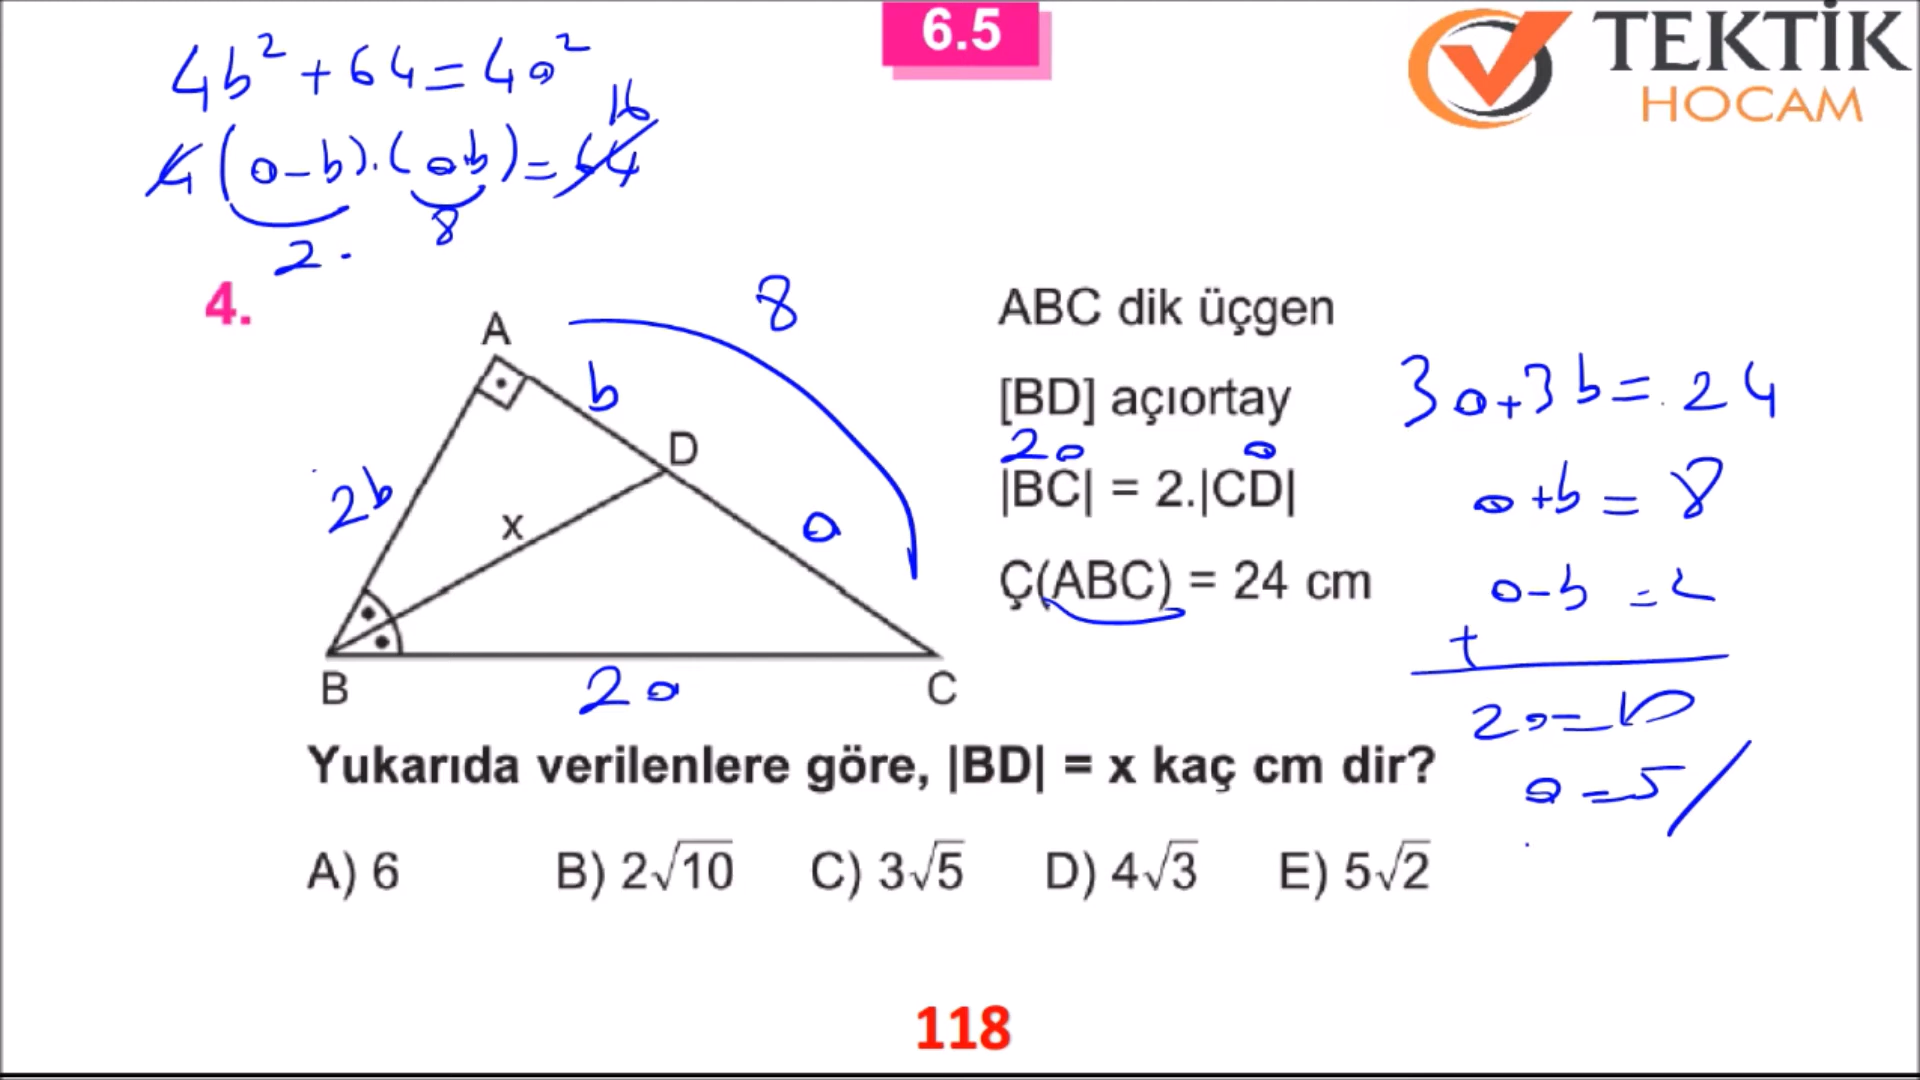 6.5
TEKTİK
HOCAM
4b² + 64 = 4a²
4(a-b).(a+b) = 64 16
2. 8
4.
A
8
b
D
2b
x
a
B
2a
C
ABC dik üçgen
[BD] açıortay
2a a
|BC| = 2.|CD|
Ç(ABC) = 24 cm
3a+3b = 24
a+b = 8
a-b = 2
+
2a = 10
a = 5
Yukarıda verilenlere göre, |BD| = x kaç cm dir?
A) 6 B) 2√10 C) 3√5 D) 4√3 E) 5√2
118